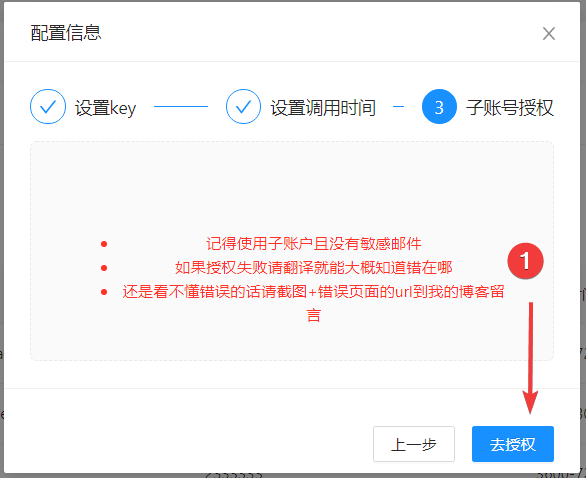 配置信息
设置key
设置调用时间
3
子账号授权
记得使用子账户且没有敏感邮件
如果授权失败请翻译就能大概知道错在哪
还是看不懂错误的话请截图+错误页面的url到我的博客留
言
1
上一步
去授权